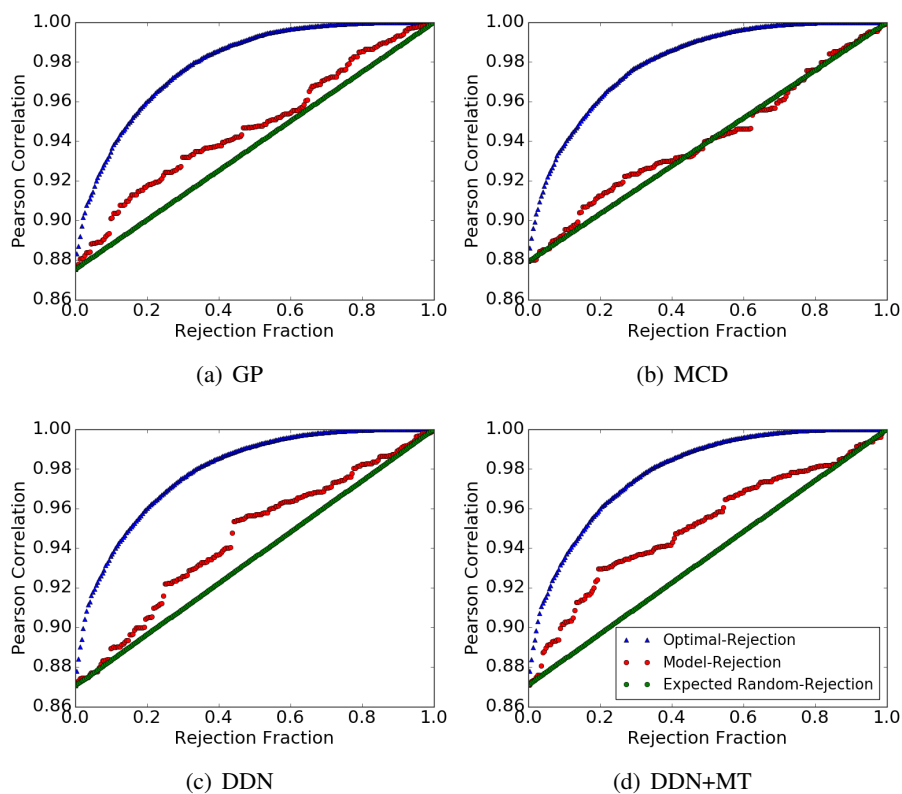 1.00
0.98
0.96
0.94
0.92
0.90
0.88
0.86
Pearson Correlation
0.0 0.2 0.4 0.6 0.8 1.0
Rejection Fraction
(a) GP
1.00
0.98
0.96
0.94
0.92
0.90
0.88
0.86
Pearson Correlation
0.0 0.2 0.4 0.6 0.8 1.0
Rejection Fraction
(b) MCD
1.00
0.98
0.96
0.94
0.92
0.90
0.88
0.86
Pearson Correlation
0.0 0.2 0.4 0.6 0.8 1.0
Rejection Fraction
(c) DDN
1.00
0.98
0.96
0.94
0.92
0.90
0.88
0.86
Pearson Correlation
Optimal-Rejection
Model-Rejection
Expected Random-Rejection
0.0 0.2 0.4 0.6 0.8 1.0
Rejection Fraction
(d) DDN+MT